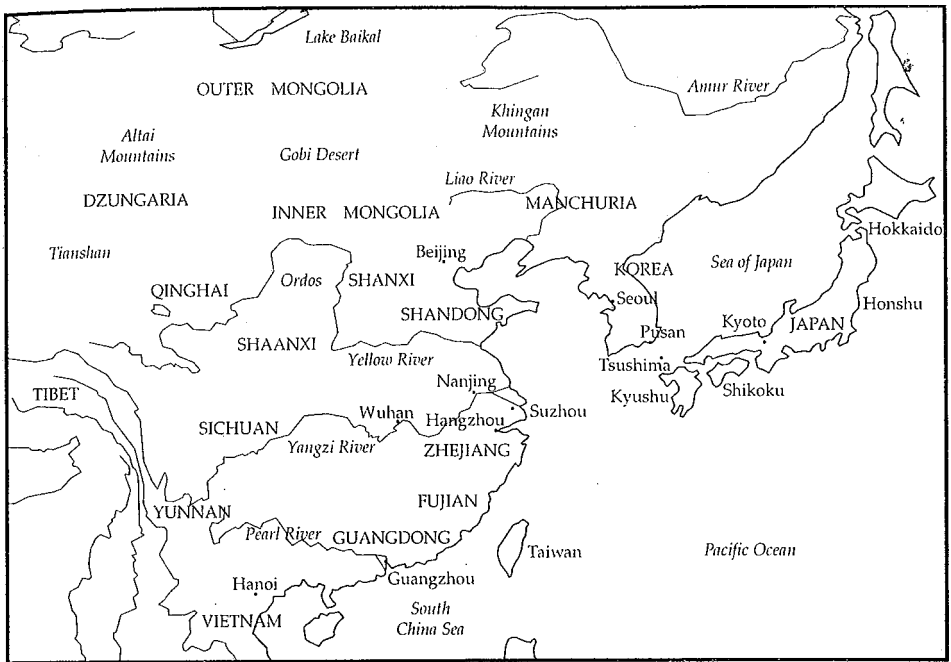 Lake Baikal
OUTER MONGOLIA
Amur River
Khingan
Mountains
Altai
Mountains
Gobi Desert
Liao River
DZUNGARIA
MANCHURIA
INNER MONGOLIA
Hokkaido
Tianshan
Beijing
Sea of Japan
KOREA
Ordos
SHANXI
QINGHAI
Seoul
Honshu
SHANDONG
Kyoto
JAPAN
Pusan
SHAANXI
Yellow River
Tsushima
Nanjing
TIBET
Kyushu
Shikoku
Wuhan
Suzhou
Hangzhou
SICHUAN
Yangzi River
ZHEJIANG
FUJIAN
YUNNAN
Pearl River
GUANGDONG
Taiwan
Pacific Ocean
Hanoi
Guangzhou
South
China Sea
VIETNAM